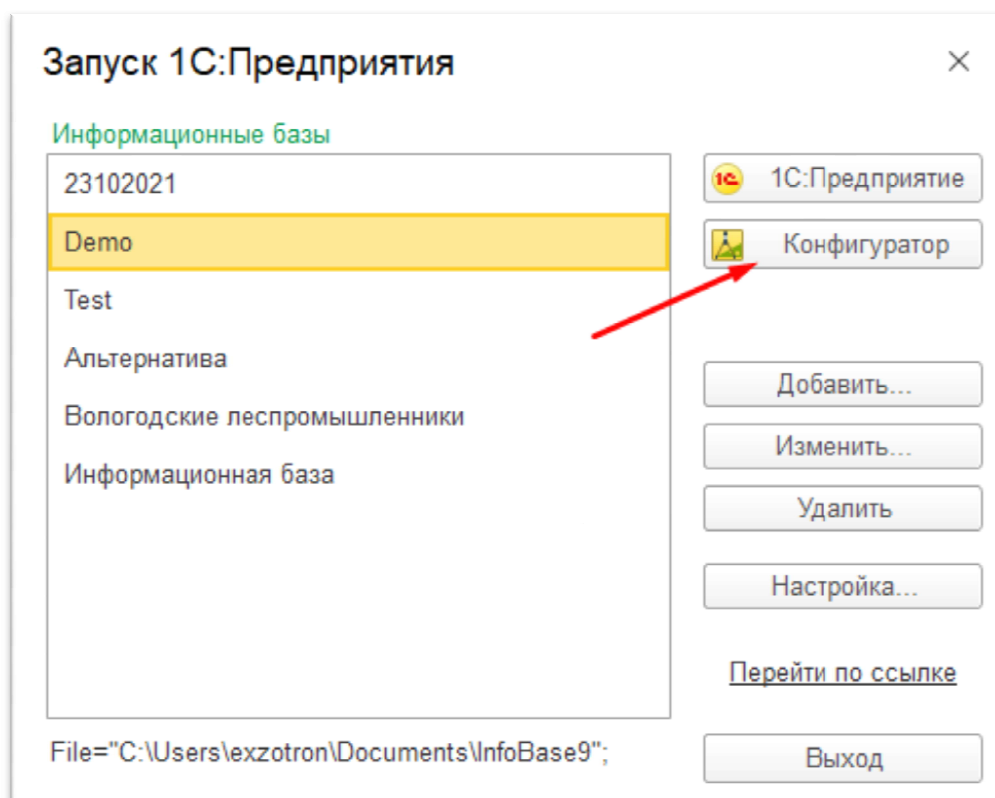 Запуск 1С:Предприятия
Информационные базы
23102021
Demo
Test
Альтернатива
Вологодские леспромышленники
Информационная база
File="C:\Users\exzotron\Documents\InfoBase9";
1С 1С:Предприятие
Конфигуратор
Добавить...
Изменить...
Удалить
Настройка...
Перейти по ссылке
Выход